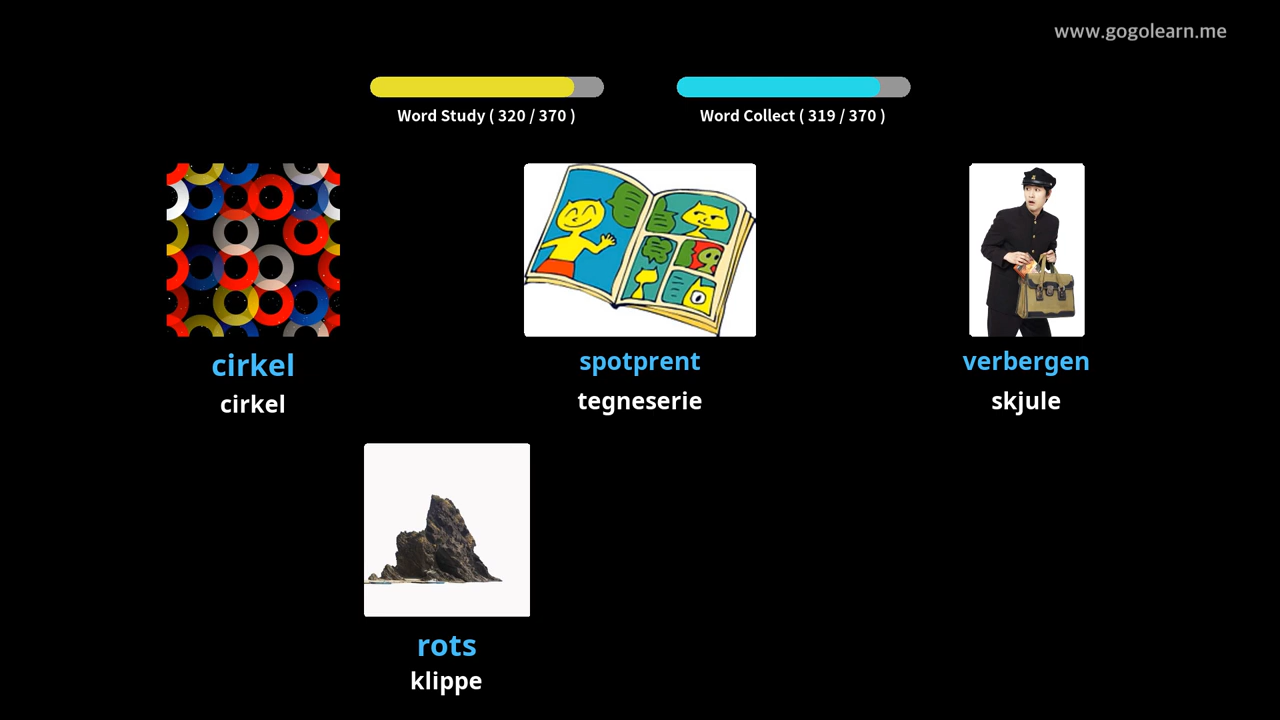 www.gogolearn.me
Word Study ( 320 / 370 )
Word Collect ( 319 / 370 )
cirkel
cirkel
spotprent
tegneserie
verbergen
skjule
rots
klippe